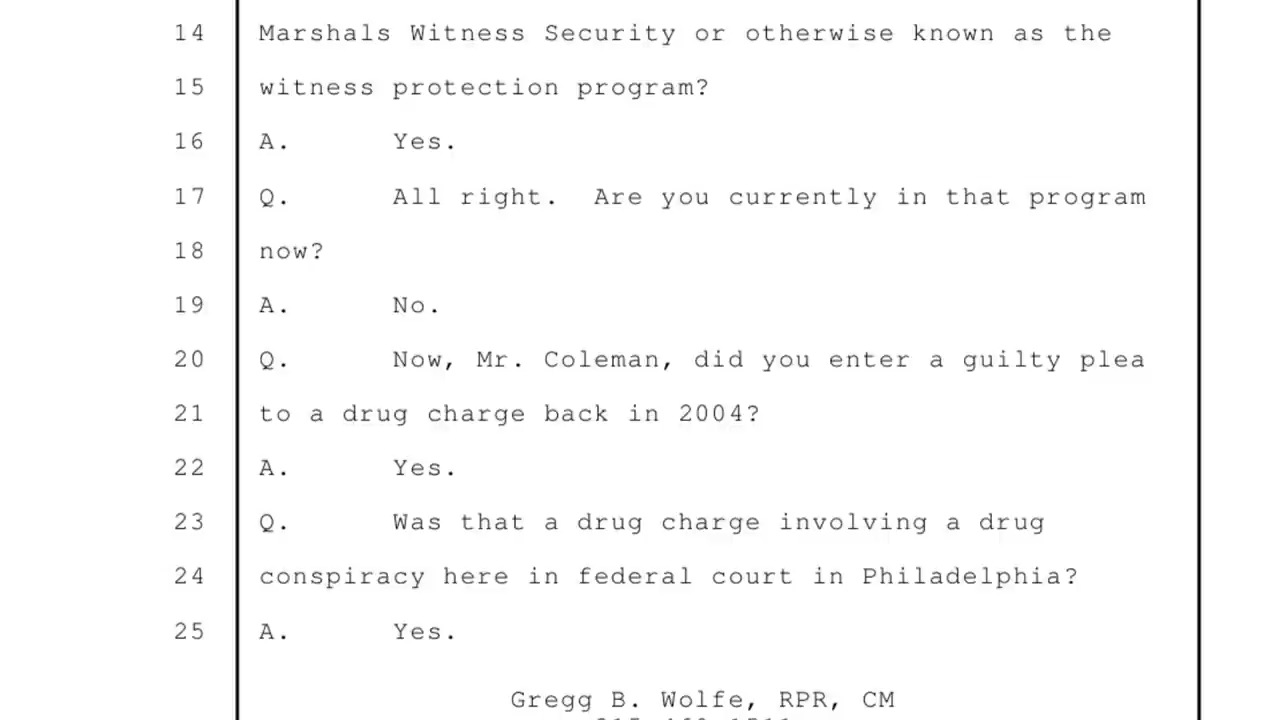 14 Marshals Witness Security or otherwise known as the
15 witness protection program?
16 A. Yes.
17 Q. All right. Are you currently in that program
18 now?
19 A. No.
20 Q. Now, Mr. Coleman, did you enter a guilty plea
21 to a drug charge back in 2004?
22 A. Yes.
23 Q. Was that a drug charge involving a drug
24 conspiracy here in federal court in Philadelphia?
25 A. Yes.
Gregg B. Wolfe, RPR, CM